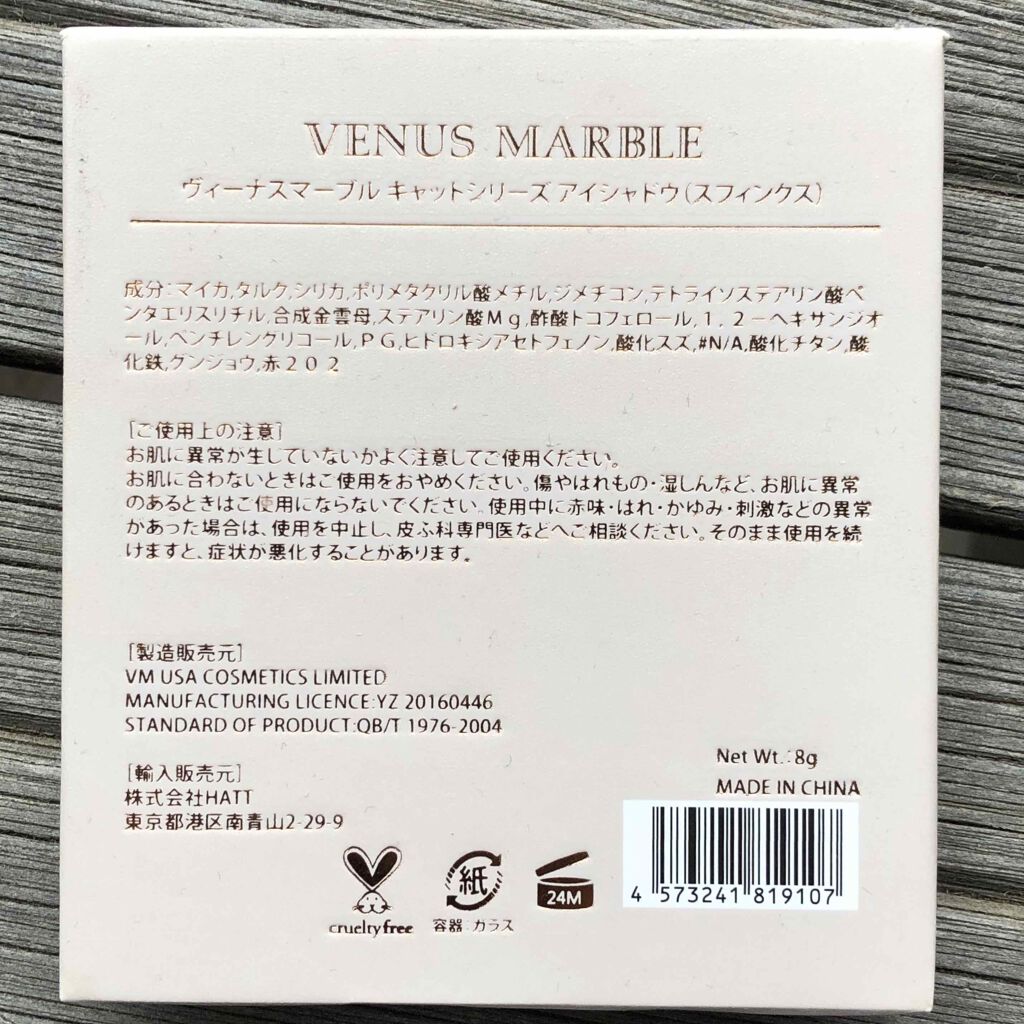 VENUS MARBLE
ヴィーナスマーブル キャットシリーズ アイシャドウ(スフィンクス)
成分:マイカ,タルク,シリカ,ポリメタクリル酸メチル,ジメチコン,テトライソステアリン酸ペ
ンタエリスリチル,合成金雲母,ステアリン酸Mg,酢酸トコフェロール,1,2-ヘキサンジオ
ール,ペンチレングリコール,PG,ヒドロキシアセトフェノン,酸化スズ,#N/A,酸化チタン,酸
化鉄,グンジョウ,赤202
[ご使用上の注意]
お肌に異常が生していないかよく注意してご使用ください。
お肌に合わないときはご使用をおやめください。傷やはれもの・湿しんなど、お肌に異常
のあるときはご使用にならないでください。使用中に赤味・はれ・かゆみ・刺激などの異常
かあった場合は、使用を中止し、皮ふ科専門医などへご相談ください。そのまま使用を続
けますと、症状が悪化することがあります。
[製造販売元]
VM USA COSMETICS LIMITED
MANUFACTURING LICENCE:YZ 20160446
STANDARD OF PRODUCT:QB/T 1976-2004
[輸入販売元]
株式会社HATT
東京都港区南青山2-29-9
Net Wt.:8g
MADE IN CHINA
4 573241 819107
紙
24M
crueltyfree
容器:ガラス